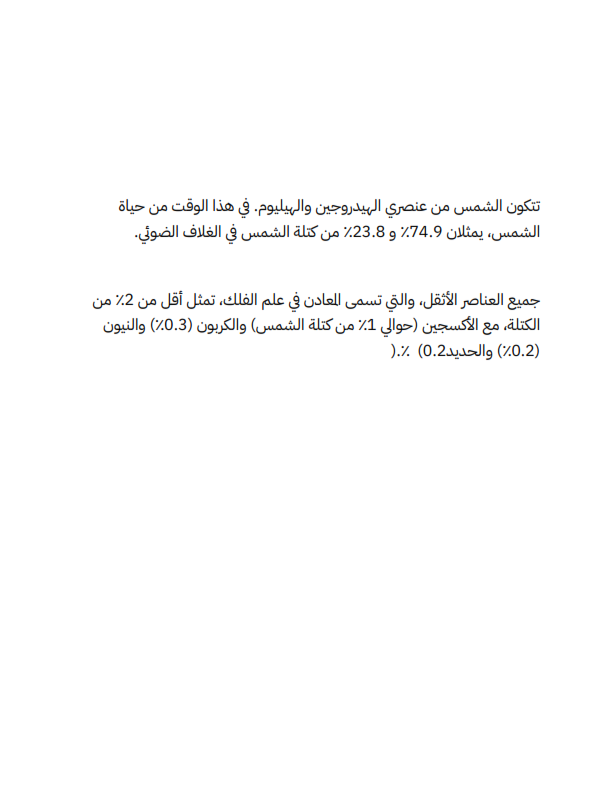 تتكون الشمس من عنصري الهيدروجين والهيليوم. في هذا الوقت من حياة
الشمس، يمثلان 74.9٪ و 23.8٪ من كتلة الشمس في الغلاف الضوئي.
جميع العناصر الأثقل، والتي تسمى المعادن في علم الفلك، تمثل أقل من 2٪ من
الكتلة، مع الأكسجين (حوالي 1٪ من كتلة الشمس) والكربون (0.3٪) والنيون
(0.2٪) والحديد0.2) ٪.(